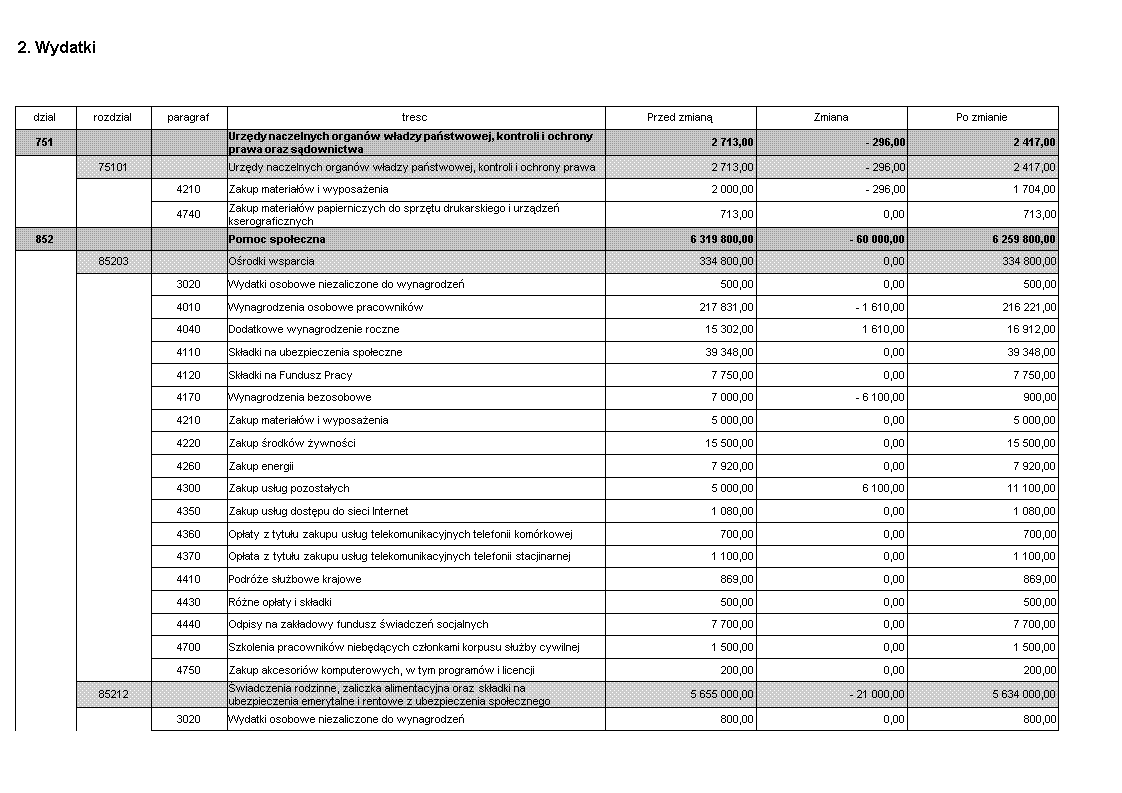 2. Wydatki
dzial rozdzial paragraf tresc Przed zmianą Zmiana Po zmianie
751 Urzędy naczelnych organów władzy państwowej, kontroli i ochrony prawa oraz sądownictwa 2 713,00 - 296,00 2 417,00
75101 Urzędy naczelnych organów władzy państwowej, kontroli i ochrony prawa 2 713,00 - 296,00 2 417,00
4210 Zakup materiałów i wyposażenia 2 000,00 - 296,00 1 704,00
4740 Zakup materiałów papierniczych do sprzętu drukarskiego i urządzeń kserograficznych 713,00 0,00 713,00
852 Pomoc społeczna 6 319 800,00 - 60 000,00 6 259 800,00
85203 Ośrodki wsparcia 334 800,00 0,00 334 800,00
3020 Wydatki osobowe niezaliczone do wynagrodzeń 500,00 0,00 500,00
4010 Wynagrodzenia osobowe pracowników 217 831,00 - 1 610,00 216 221,00
4040 Dodatkowe wynagrodzenie roczne 15 302,00 1 610,00 16 912,00
4110 Składki na ubezpieczenia społeczne 39 348,00 0,00 39 348,00
4120 Składki na Fundusz Pracy 7 750,00 0,00 7 750,00
4170 Wynagrodzenia bezosobowe 7 000,00 - 6 100,00 900,00
4210 Zakup materiałów i wyposażenia 5 000,00 0,00 5 000,00
4220 Zakup środków żywności 15 500,00 0,00 15 500,00
4260 Zakup energii 7 920,00 0,00 7 920,00
4300 Zakup usług pozostałych 5 000,00 6 100,00 11 100,00
4350 Zakup usług dostępu do sieci Internet 1 080,00 0,00 1 080,00
4360 Opłaty z tytułu zakupu usług telekomunikacyjnych telefonii komórkowej 700,00 0,00 700,00
4370 Opłata z tytułu zakupu usług telekomunikacyjnych telefonii stacjinarnej 1 100,00 0,00 1 100,00
4410 Podróże służbowe krajowe 869,00 0,00 869,00
4430 Różne opłaty i składki 500,00 0,00 500,00
4440 Odpisy na zakładowy fundusz świadczeń socjalnych 7 700,00 0,00 7 700,00
4700 Szkolenia pracowników niebędących członkami korpusu służby cywilnej 1 500,00 0,00 1 500,00
4750 Zakup akcesoriów komputerowych, w tym programów i licencji 200,00 0,00 200,00
85212 Świadczenia rodzinne, zaliczka alimentacyjna oraz składki na ubezpieczenia emerytalne i rentowe z ubezpieczenia społecznego 5 655 000,00 - 21 000,00 5 634 000,00
3020 Wydatki osobowe niezaliczone do wynagrodzeń 800,00 0,00 800,00